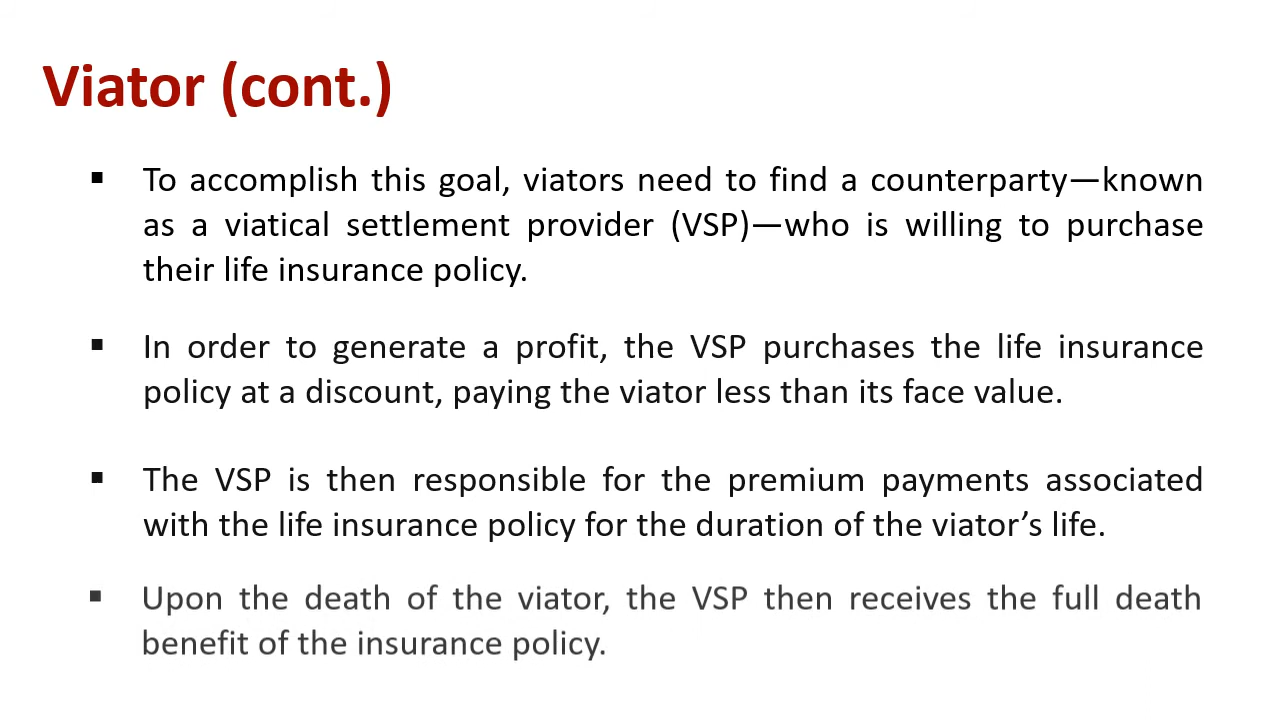 Viator (cont.)
▪ To accomplish this goal, viators need to find a counterparty—known
as a viatical settlement provider (VSP)—who is willing to purchase
their life insurance policy.
▪ In order to generate a profit, the VSP purchases the life insurance
policy at a discount, paying the viator less than its face value.
▪ The VSP is then responsible for the premium payments associated
with the life insurance policy for the duration of the viator’s life.
▪ Upon the death of the viator, the VSP then receives the full death
benefit of the insurance policy.